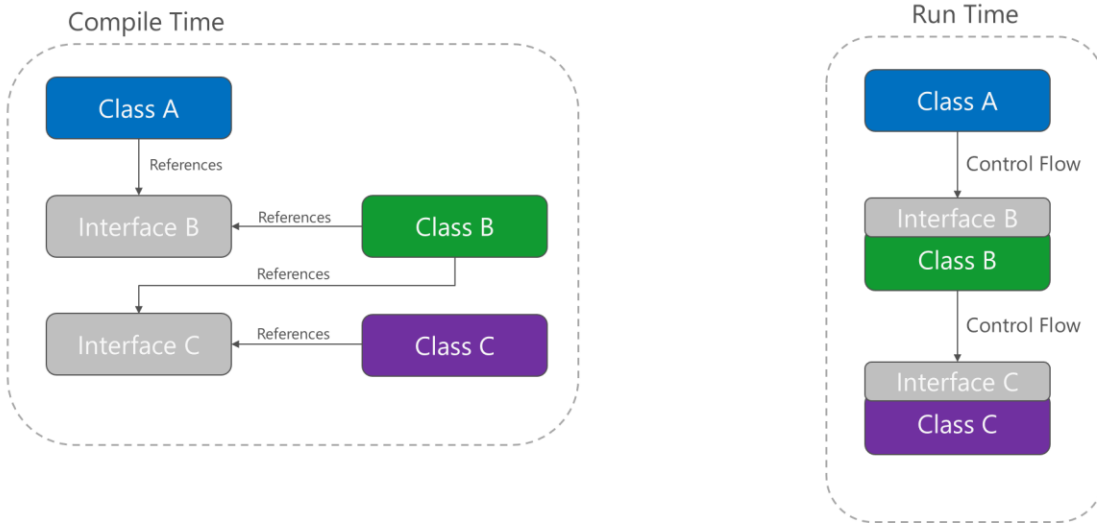 Compile Time
Class A
References
Interface B
References
Class B
References
Interface C
References
Class C
Run Time
Class A
Control Flow
Interface B
Class B
Control Flow
Interface C
Class C